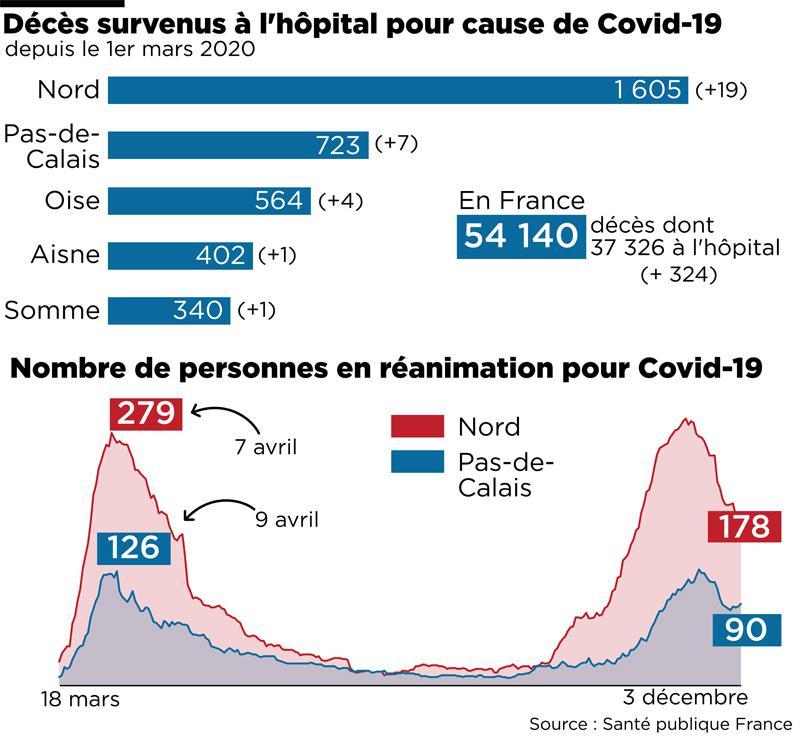 Décès survenus à l'hôpital pour cause de Covid-19
depuis le 1er mars 2020
Nord 1 605 (+19)
Pas-de-
Calais 723 (+7)
Oise 564 (+4)
Aisne 402 (+1)
Somme 340 (+1)
En France
54 140 décès dont
37 326 à l'hôpital
(+ 324)
Nombre de personnes en réanimation pour Covid-19
279
7 avril
9 avril
126
Nord
Pas-de-
Calais
178
90
18 mars
3 décembre
Source : Santé publique France